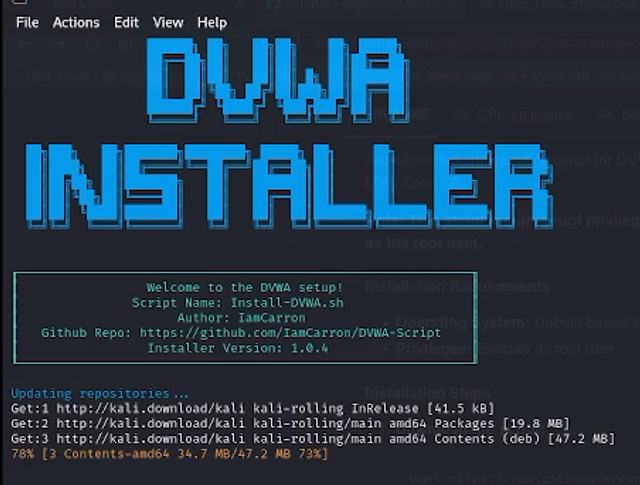 File Actions Edit View Help
DVWA
INSTALLER
Welcome to the DVWA setup!
Script Name: Install-DVWA.sh
Author: IamCarron
Github Repo: https://github.com/IamCarron/DVWA-Script
Installer Version: 1.0.4
as the root user.
Installation Requirements
Operating System: Debian-based
Privileges: Execute as root user
Installation Steps
Updating repositories...
Get:1 http://kali.download/kali kali-rolling InRelease [41.5 kB]
Get:2 http://kali.download/kali kali-rolling/main amd64 Packages [19.8 MB]
Get:3 http://kali.download/kali kali-rolling/main amd64 Contents (deb) [47.2 MB]
78% [3 Contents-amd64 34.7 MB/47.2 MB 73%]